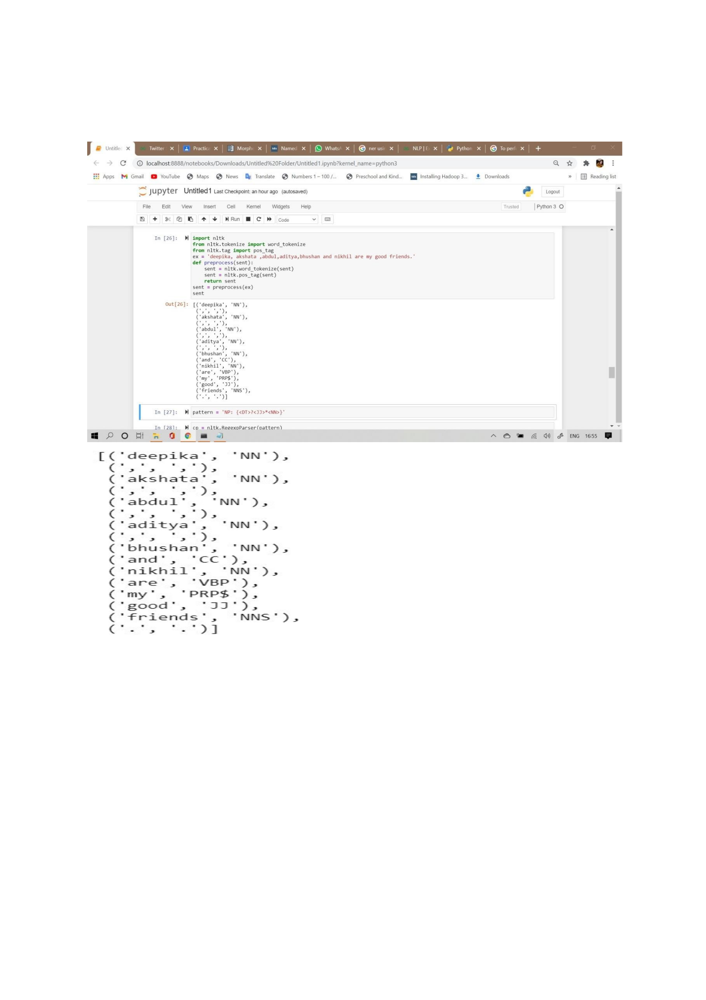 Untitled
Twitter
Practica
Morpho
Named
WhatsA
ner usin
NLP | E
Python
To perf
localhost:8888/notebooks/Downloads/Untitled%20Folder/Untitled1.ipynb?kernel_name=python3
Apps Gmail YouTube Maps News Translate Numbers 1 – 100 /... Preschool and Kind... Installing Hadoop 3... Downloads » Reading list
jupyter Untitled1 Last Checkpoint: an hour ago (autosaved) Logout
File Edit View Insert Cell Kernel Widgets Help Trusted Python 3
Run Code
In [26]: import nltk
from nltk.tokenize import word_tokenize
from nltk.tag import pos_tag
ex = 'deepika, akshata ,abdul,aditya,bhushan and nikhil are my good friends.'
def preprocess(sent):
    sent = nltk.word_tokenize(sent)
    sent = nltk.pos_tag(sent)
    return sent
sent = preprocess(ex)
sent
Out[26]: [('deepika', 'NN'),
(',', ','),
('akshata', 'NN'),
(',', ','),
('abdul', 'NN'),
(',', ','),
('aditya', 'NN'),
(',', ','),
('bhushan', 'NN'),
('and', 'CC'),
('nikhil', 'NN'),
('are', 'VBP'),
('my', 'PRP$'),
('good', 'JJ'),
('friends', 'NNS'),
('.', '.')]
In [27]: pattern = 'NP: {<DT>?<JJ>*<NN>}'
In [28]: cp = nltk.RegexpParser(pattern)
ENG 16:55
[('deepika', 'NN'),
(',', ','),
('akshata', 'NN'),
(',', ','),
('abdul', 'NN'),
(',', ','),
('aditya', 'NN'),
(',', ','),
('bhushan', 'NN'),
('and', 'CC'),
('nikhil', 'NN'),
('are', 'VBP'),
('my', 'PRP$'),
('good', 'JJ'),
('friends', 'NNS'),
('.', '.')]